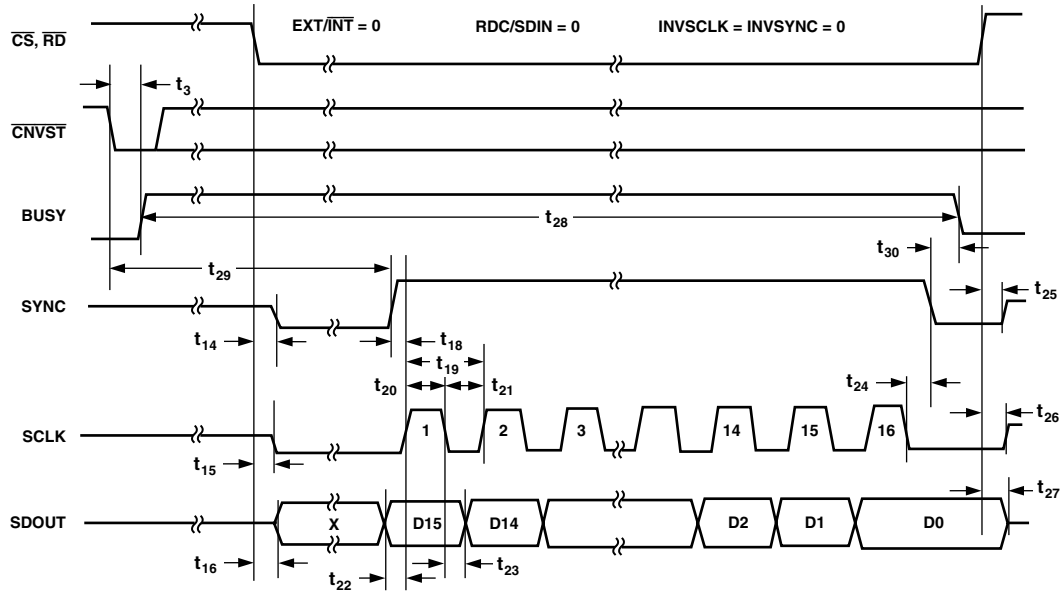 EXT/INT = 0 RDC/SDIN = 0 INVSCLK = INVSYNC = 0
CS, RD
t3
CNVST
BUSY
t28
t30
t29
t25
SYNC
t14
t18
t19
t20
t21
t24
t26
SCLK
1 2 3 14 15 16
t15
t27
SDOUT
X D15 D14 D2 D1 D0
t16
t22
t23